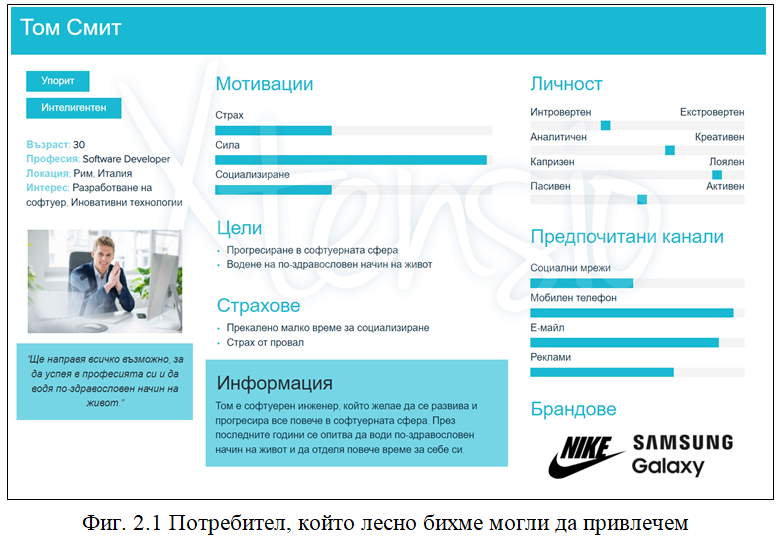 Том Смит
Упорит
Интелигентен
Възраст: 30
Професия: Software Developer
Локация: Рим, Италия
Интерес: Разработване на
софтуер, Иновативни технологии
"Ще направя всичко възможно, за
да успея в професията си и да
водя по-здравословен начин на
живот."
Мотивации
Страх
Сила
Социализиране
Цели
Прогресиране в софтуерната сфера
Водене на по-здравословен начин на живот
Страхове
Прекалено малко време за социализиране
Страх от провал
Информация
Том е софтуерен инженер, който желае да се развива и
прогресира все повече в софтуерната сфера. През
последните години се опитва да води по-здравословен
начин на живот и да отделя повече време за себе си.
Личност
Интровертен Екстровертен
Аналитичен Креативен
Капризен Лоялен
Пасивен Активен
Предпочитани канали
Социални мрежи
Мобилен телефон
Е-майл
Реклами
Брандове
NIKE
SAMSUNG
Galaxy
Xtensio
Фиг. 2.1 Потребител, който лесно бихме могли да привлечем